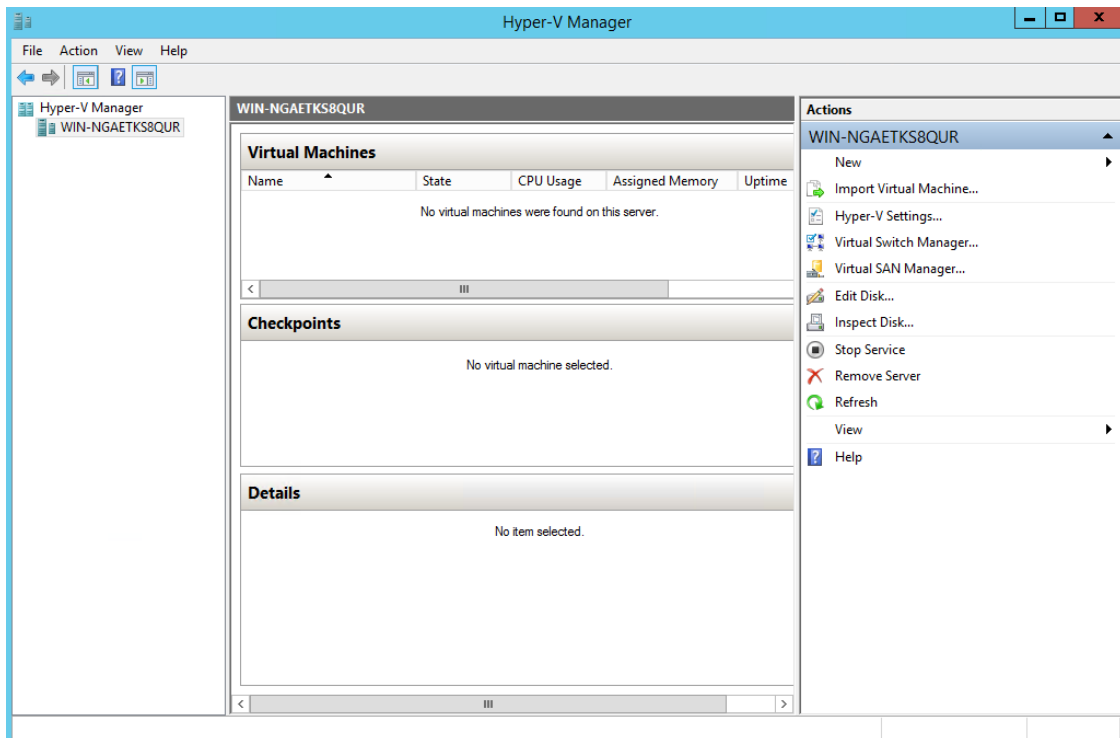 Hyper-V Manager
File Action View Help
Hyper-V Manager
WIN-NGAETKS8QUR
WIN-NGAETKS8QUR
Virtual Machines
Name State CPU Usage Assigned Memory Uptime
No virtual machines were found on this server.
Checkpoints
No virtual machine selected.
Details
No item selected.
Actions
WIN-NGAETKS8QUR
New
Import Virtual Machine...
Hyper-V Settings...
Virtual Switch Manager...
Virtual SAN Manager...
Edit Disk...
Inspect Disk...
Stop Service
Remove Server
Refresh
View
Help